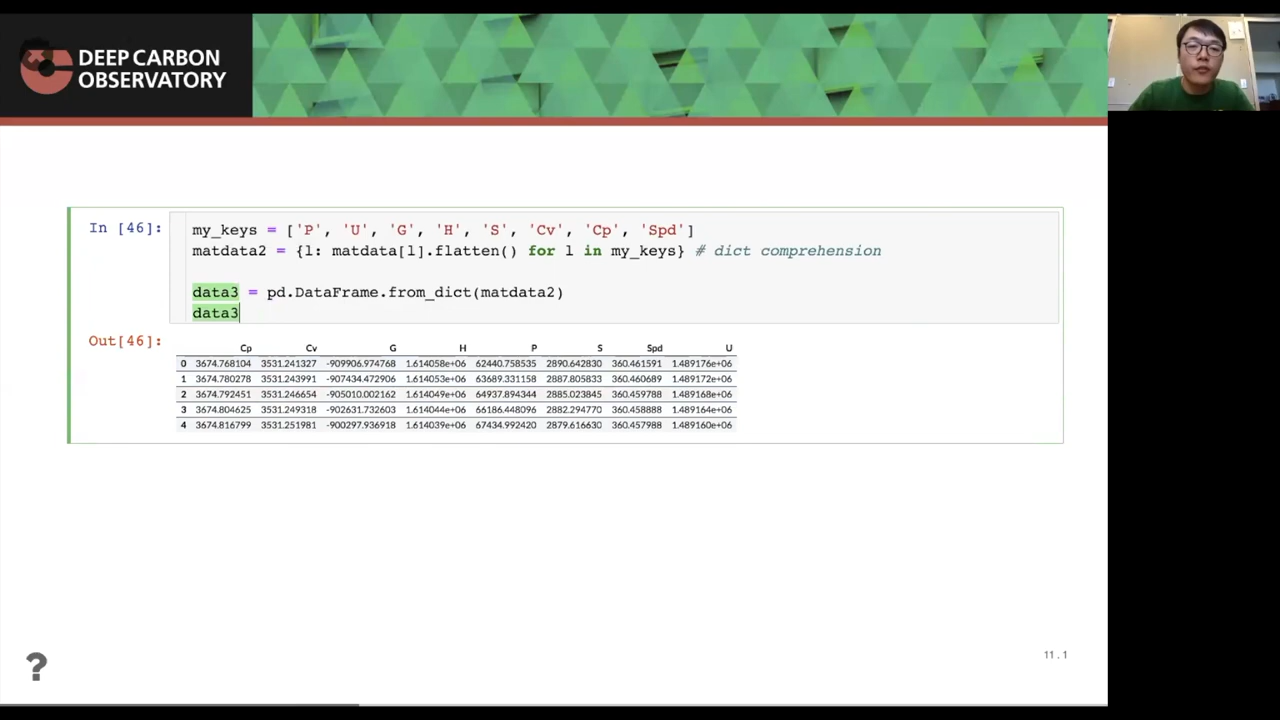 DEEP CARBON
OBSERVATORY
In [46]:
my_keys = ['P', 'U', 'G', 'H', 'S', 'Cv', 'Cp', 'Spd']
matdata2 = {l: matdata[l].flatten() for l in my_keys} # dict comprehension
data3 = pd.DataFrame.from_dict(matdata2)
data3
Out[46]:
Cp Cv G H P S Spd U
0 3674.768104 3531.241327 -909906.974768 1.614058e+06 62440.758535 2890.642830 360.461591 1.489176e+06
1 3674.780278 3531.243991 -907434.472906 1.614053e+06 63689.331158 2887.805833 360.460689 1.489172e+06
2 3674.792451 3531.246654 -905010.002162 1.614049e+06 64937.894344 2885.023845 360.459788 1.489168e+06
3 3674.804625 3531.249318 -902631.732603 1.614044e+06 66186.448096 2882.294770 360.458888 1.489164e+06
4 3674.816799 3531.251981 -900297.936918 1.614039e+06 67434.992420 2879.616630 360.457988 1.489160e+06
?
11.1